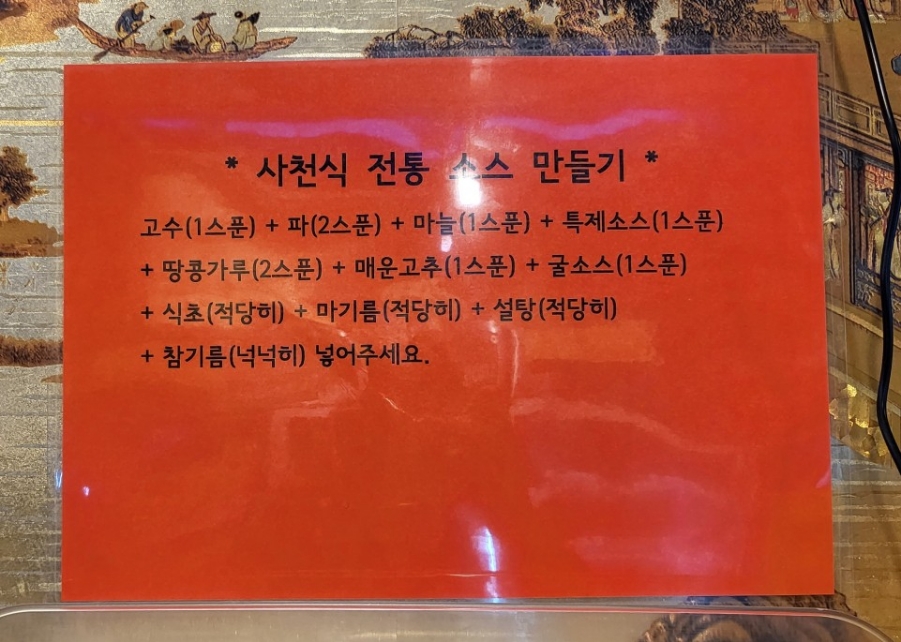 * 사천식 전통 소스 만들기 *
고수(1스푼) + 파(2스푼) + 마늘(1스푼) + 특제소스(1스푼)
+ 땅콩가루(2스푼) + 매운고추(1스푼) + 굴소스(1스푼)
+ 식초(적당히) + 마기름(적당히) + 설탕(적당히)
+ 참기름(넉넉히) 넣어주세요.